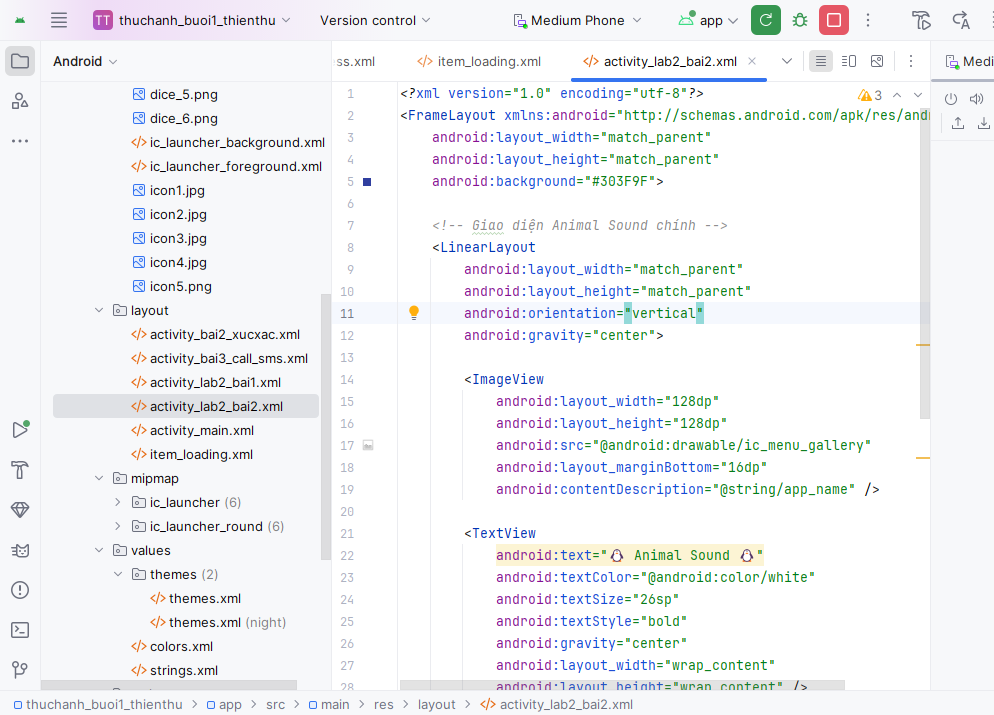 TT thuchanh_buoi1_thienthu Version control Medium Phone app
Android
ss.xml item_loading.xml activity_lab2_bai2.xml Medi
dice_5.png
dice_6.png
ic_launcher_background.xml
ic_launcher_foreground.xml
icon1.jpg
icon2.jpg
icon3.jpg
icon4.jpg
icon5.png
layout
activity_bai2_xucxac.xml
activity_bai3_call_sms.xml
activity_lab2_bai1.xml
activity_lab2_bai2.xml
activity_main.xml
item_loading.xml
mipmap
ic_launcher (6)
ic_launcher_round (6)
values
themes (2)
themes.xml
themes.xml (night)
colors.xml
strings.xml
1 <?xml version="1.0" encoding="utf-8"?>
3
2 <FrameLayout xmlns:android="http://schemas.android.com/apk/res/and
3 android:layout_width="match_parent"
4 android:layout_height="match_parent"
5 android:background="#303F9F">
6
7 <!-- Giao diện Animal Sound chính -->
8 <LinearLayout
9 android:layout_width="match_parent"
10 android:layout_height="match_parent"
11 android:orientation="vertical"
12 android:gravity="center">
13
14 <ImageView
15 android:layout_width="128dp"
16 android:layout_height="128dp"
17 android:src="@android:drawable/ic_menu_gallery"
18 android:layout_marginBottom="16dp"
19 android:contentDescription="@string/app_name" />
20
21 <TextView
22 android:text="🐧 Animal Sound 🐧"
23 android:textColor="@android:color/white"
24 android:textSize="26sp"
25 android:textStyle="bold"
26 android:gravity="center"
27 android:layout_width="wrap_content"
28 android:layout_height="wrap_content" />
thuchanh_buoi1_thienthu > app > src > main > res > layout > activity_lab2_bai2.xml